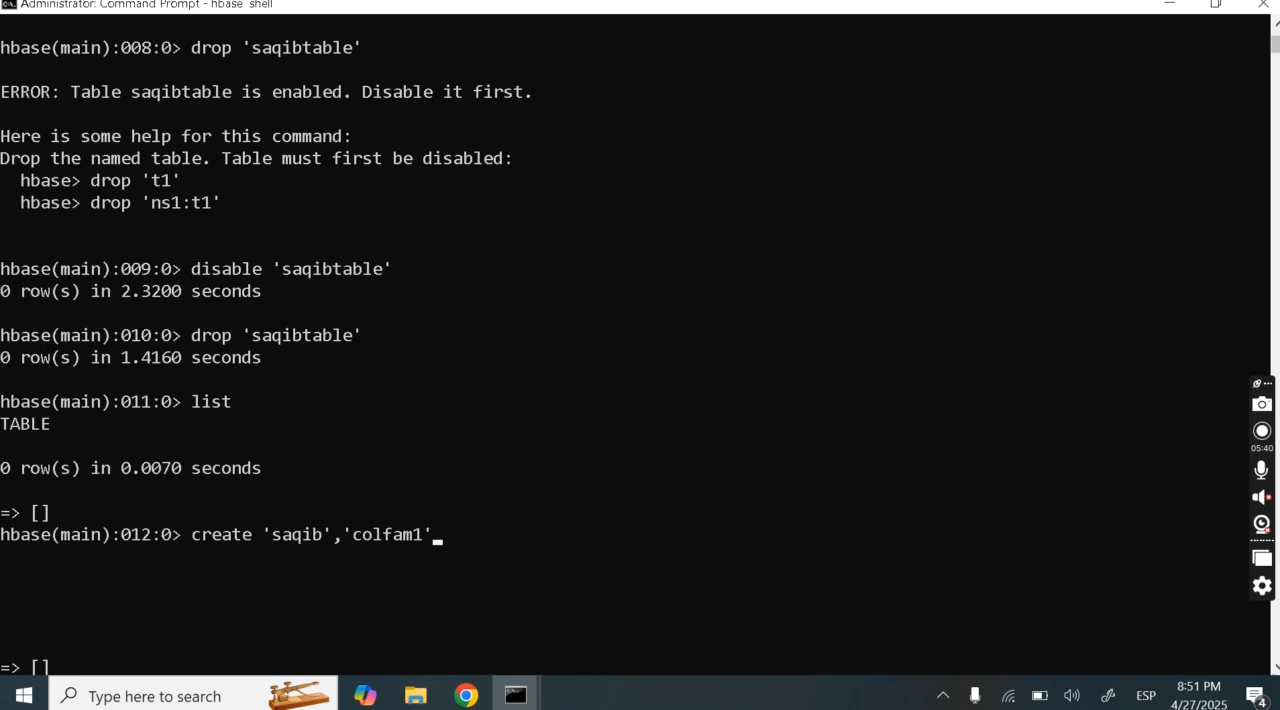 Administrator: Command Prompt - hbase shell
hbase(main):008:0> drop 'saqibtable'
ERROR: Table saqibtable is enabled. Disable it first.
Here is some help for this command:
Drop the named table. Table must first be disabled:
hbase> drop 't1'
hbase> drop 'ns1:t1'
hbase(main):009:0> disable 'saqibtable'
0 row(s) in 2.3200 seconds
hbase(main):010:0> drop 'saqibtable'
0 row(s) in 1.4160 seconds
hbase(main):011:0> list
TABLE
0 row(s) in 0.0070 seconds
=> []
hbase(main):012:0> create 'saqib','colfam1'
=> []
05:40
Type here to search
ESP
8:51 PM
4/27/2025
4